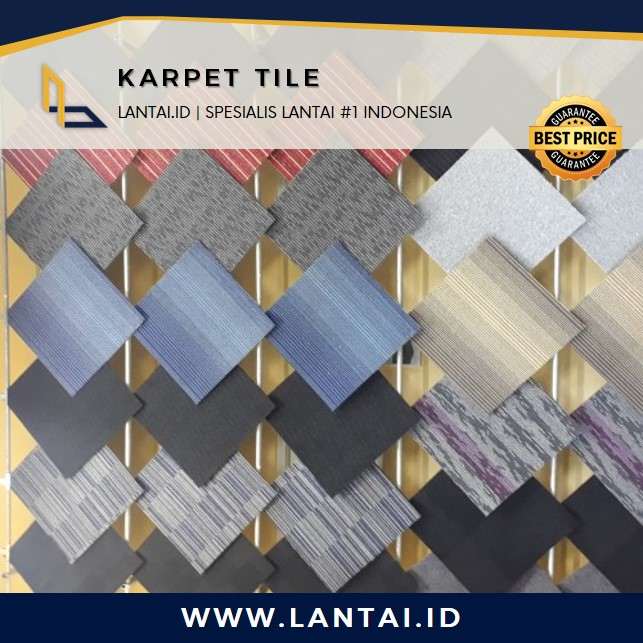 KARPET TILE
LANTAI.ID | SPESIALIS LANTAI #1 INDONESIA
GUARANTEE
BEST PRICE
GUARANTEE
WWW.LANTAI.ID